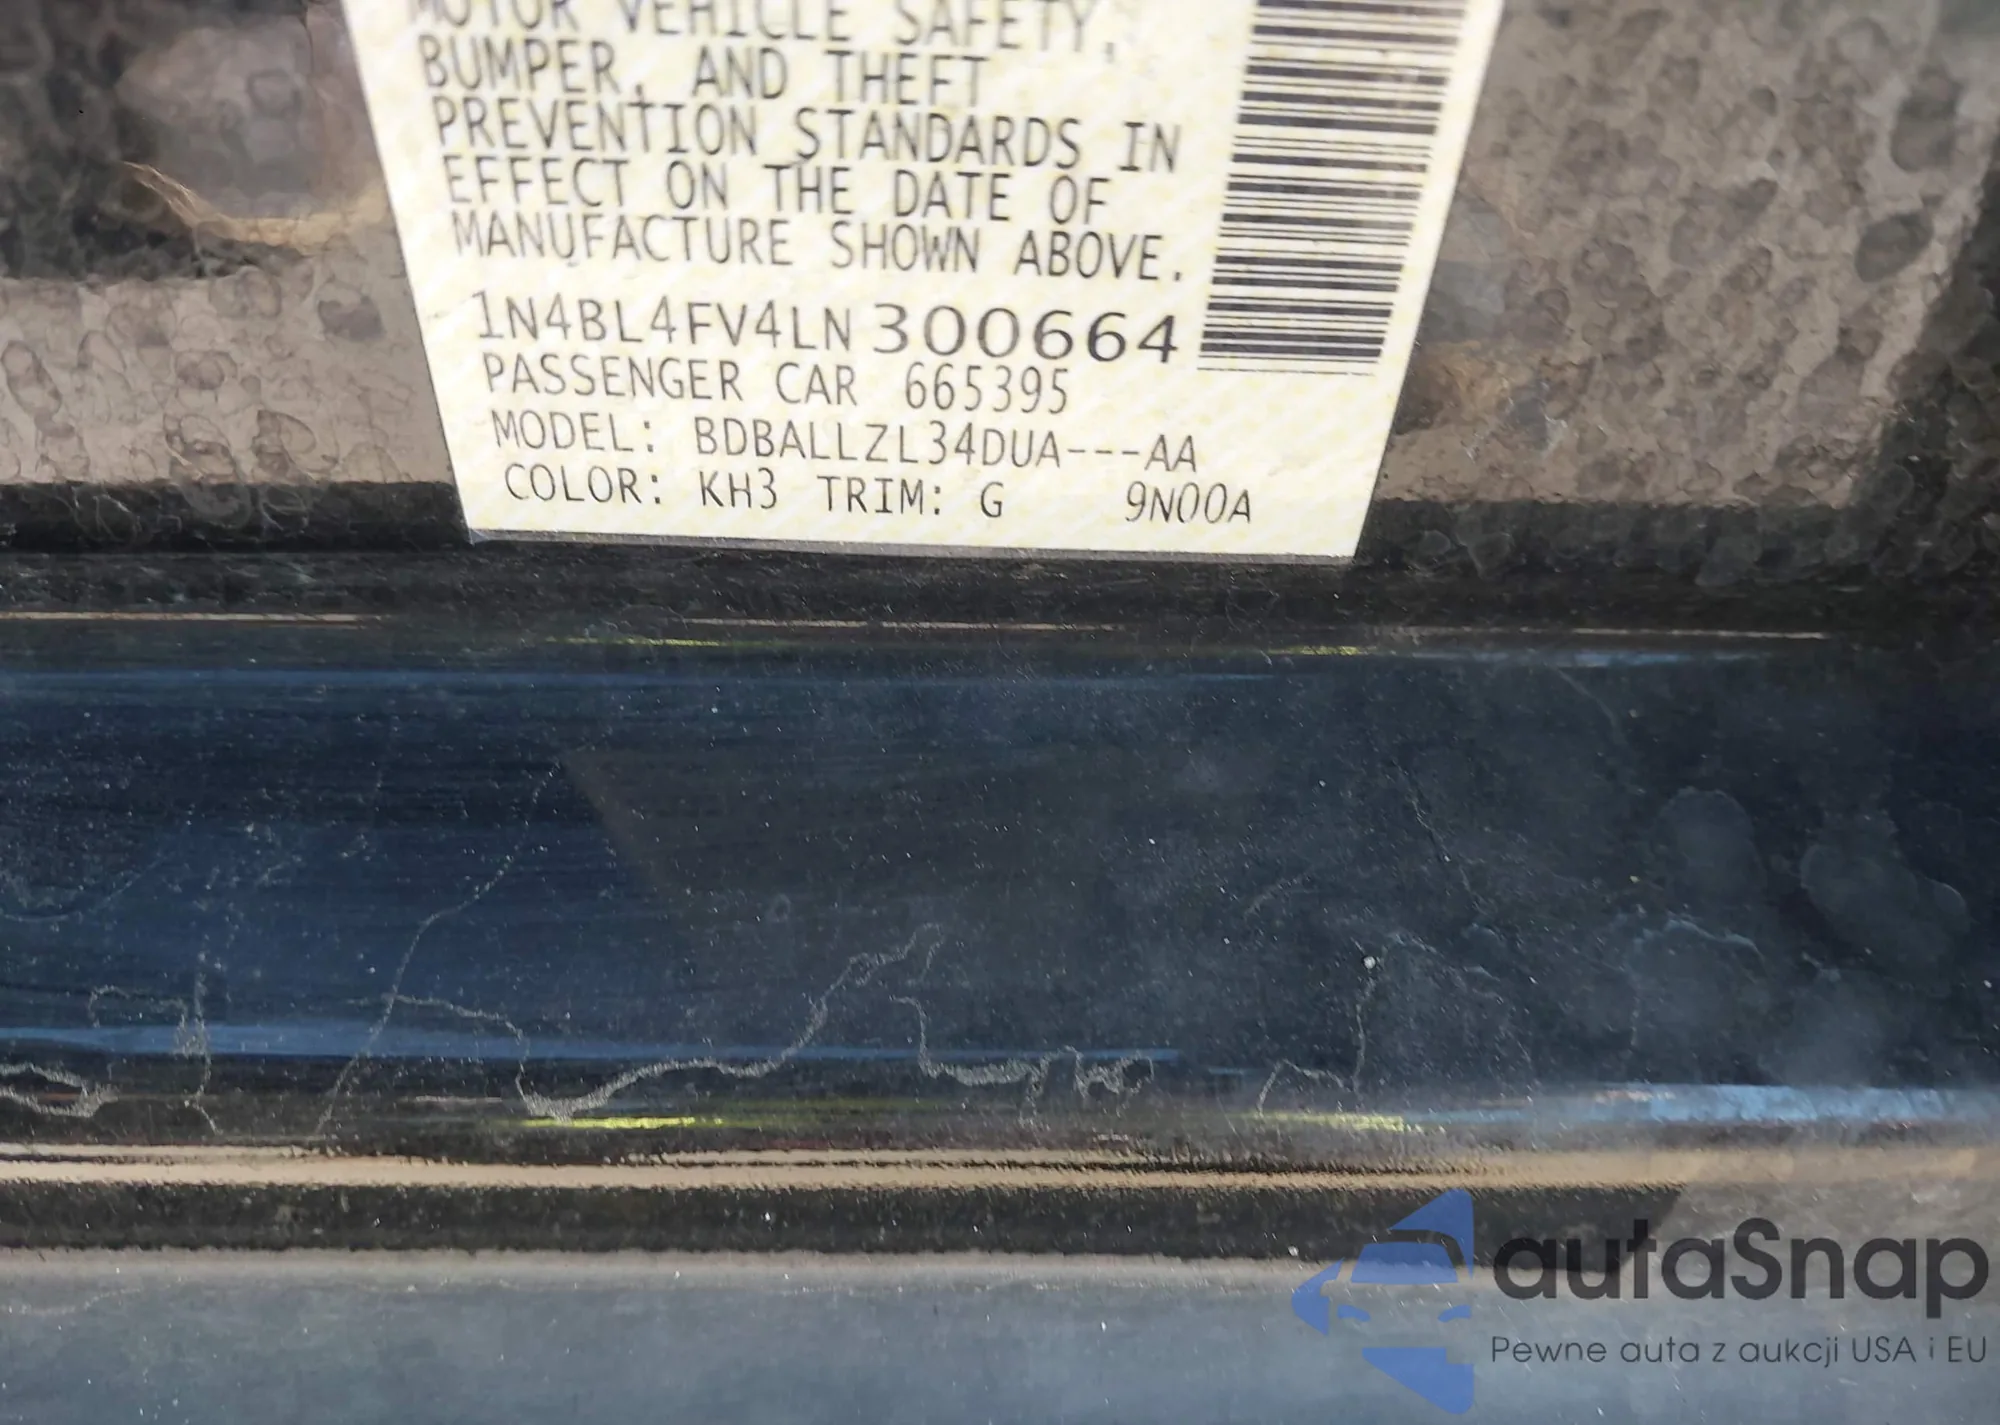 MOTOR VEHICLE SAFETY,
BUMPER, AND THEFT
PREVENTION STANDARDS IN
EFFECT ON THE DATE OF
MANUFACTURE SHOWN ABOVE.
1N4BL4FV4LN300664
PASSENGER CAR 665395
MODEL: BDBALLZL34DUA---AA
COLOR: KH3 TRIM: G 9N00A
autaSnap
Pewne auta z aukcji USA i EU